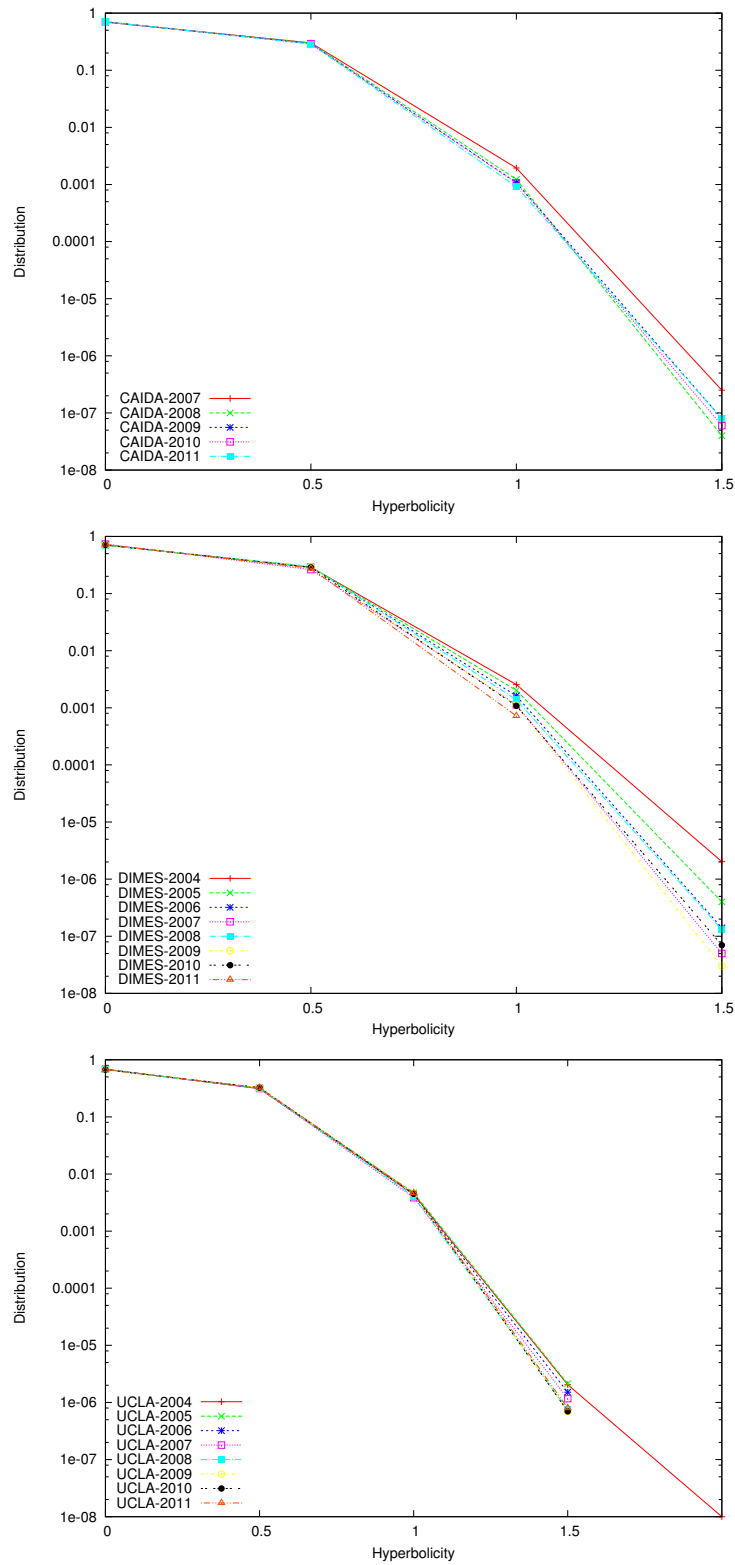 1
0.1
0.01
0.001
0.0001
1e-05
1e-06
1e-07
1e-08
Distribution
CAIDA-2007
CAIDA-2008
CAIDA-2009
CAIDA-2010
CAIDA-2011
0 0.5 1 1.5
Hyperbolicity
1
0.1
0.01
0.001
0.0001
1e-05
1e-06
1e-07
1e-08
Distribution
DIMES-2004
DIMES-2005
DIMES-2006
DIMES-2007
DIMES-2008
DIMES-2009
DIMES-2010
DIMES-2011
0 0.5 1 1.5
Hyperbolicity
1
0.1
0.01
0.001
0.0001
1e-05
1e-06
1e-07
1e-08
Distribution
UCLA-2004
UCLA-2005
UCLA-2006
UCLA-2007
UCLA-2008
UCLA-2009
UCLA-2010
UCLA-2011
0 0.5 1 1.5
Hyperbolicity